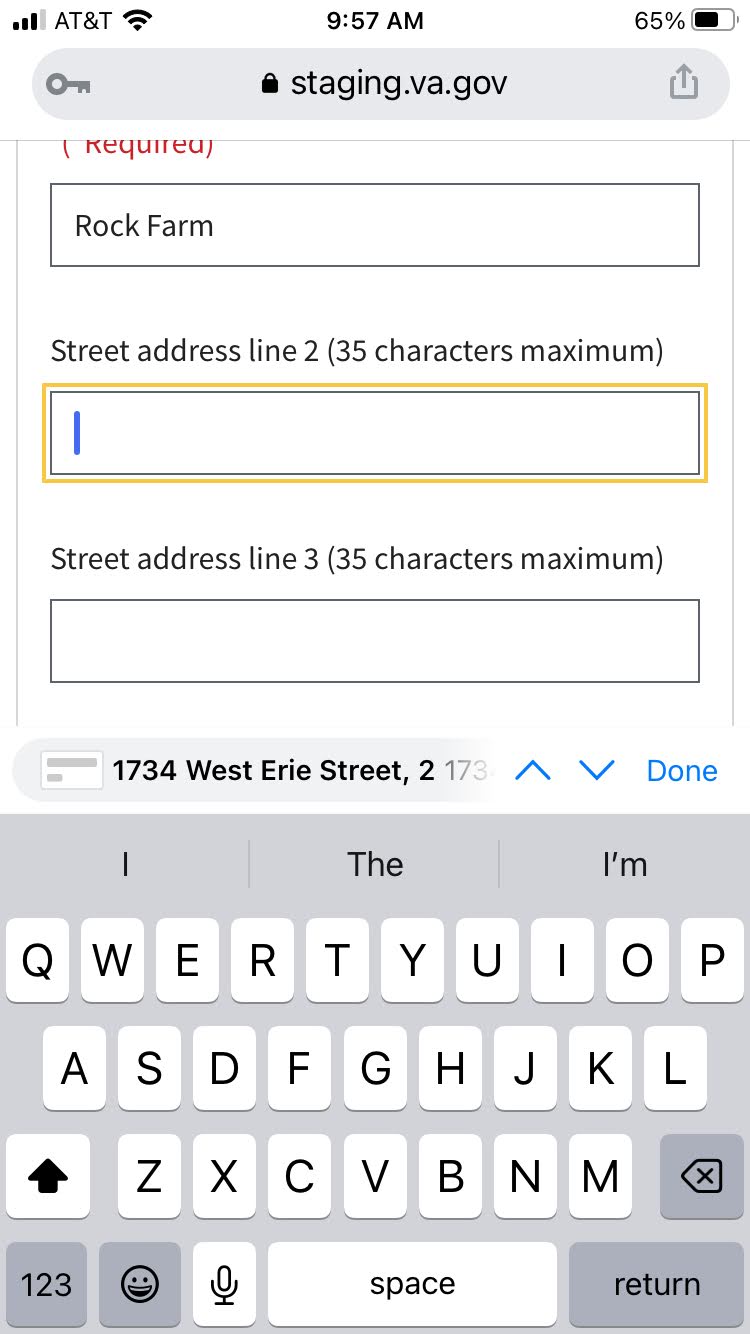 AT&T 9:57 AM 65%
staging.va.gov
(*Required)
Rock Farm
Street address line 2 (35 characters maximum)
Street address line 3 (35 characters maximum)
1734 West Erie Street, 2 173 Done
I The I'm
Q W E R T Y U I O P
A S D F G H J K L
Z X C V B N M
123 space return